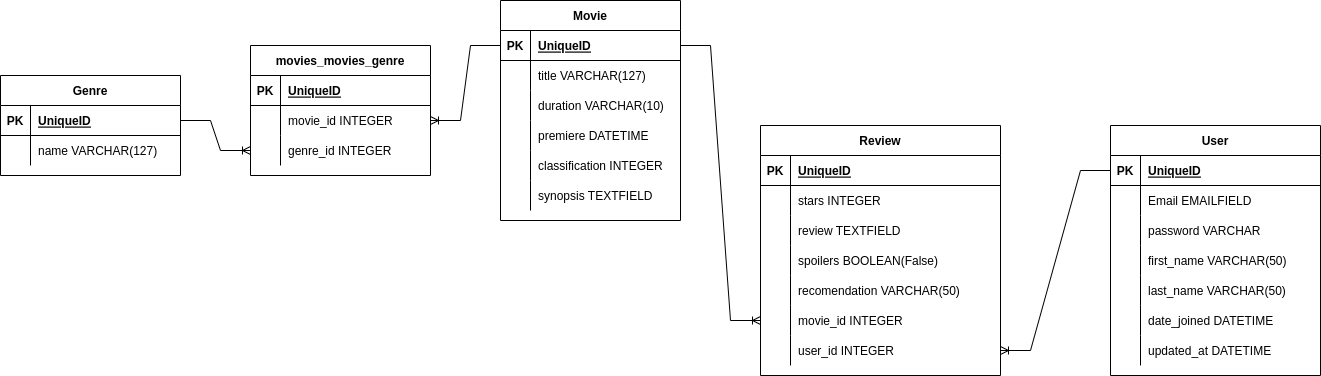 Genre
PK UniqueID
name VARCHAR(127)
movies_movies_genre
PK UniqueID
movie_id INTEGER
genre_id INTEGER
Movie
PK UniqueID
title VARCHAR(127)
duration VARCHAR(10)
premiere DATETIME
classification INTEGER
synopsis TEXTFIELD
Review
PK UniqueID
stars INTEGER
review TEXTFIELD
spoilers BOOLEAN(False)
recomendation VARCHAR(50)
movie_id INTEGER
user_id INTEGER
User
PK UniqueID
Email EMAILFIELD
password VARCHAR
first_name VARCHAR(50)
last_name VARCHAR(50)
date_joined DATETIME
updated_at DATETIME